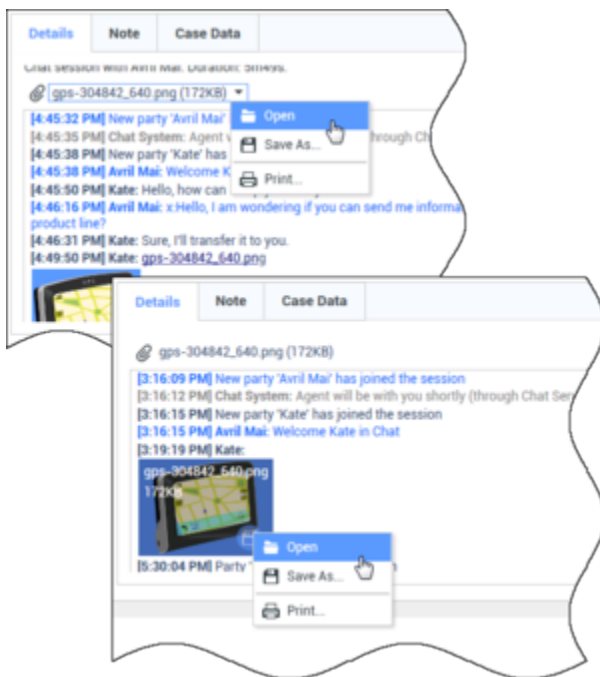 Details Note Case Data
Chat session with Avril Mai. Duration: 5m49s.
gps-304842_640.png (172KB)
[4:45:32 PM] New party 'Avril Mai'
Open
[4:45:35 PM] Chat System: Agent through Ch
Save As...
[4:45:38 PM] New party 'Kate' has
[4:45:38 PM] Avril Mai: Welcome K
Print...
[4:45:50 PM] Kate: Hello, how can
[4:46:16 PM] Avril Mai: x:Hello, I am wondering if you can send me informa
product line?
[4:46:31 PM] Kate: Sure, I'll transfer it to you.
[4:49:50 PM] Kate: gps-304842_640.png
Details Note Case Data
gps-304842_640.png (172KB)
[3:16:09 PM] New party 'Avril Mai' has joined the session
[3:16:12 PM] Chat System: Agent will be with you shortly (through Chat Ser
[3:16:15 PM] New party 'Kate' has joined the session
[3:16:15 PM] Avril Mai: Welcome Kate in Chat
[3:19:19 PM] Kate:
gps-304842_640.png
172KB
Open
[5:30:04 PM] Party
Save As...
Print...